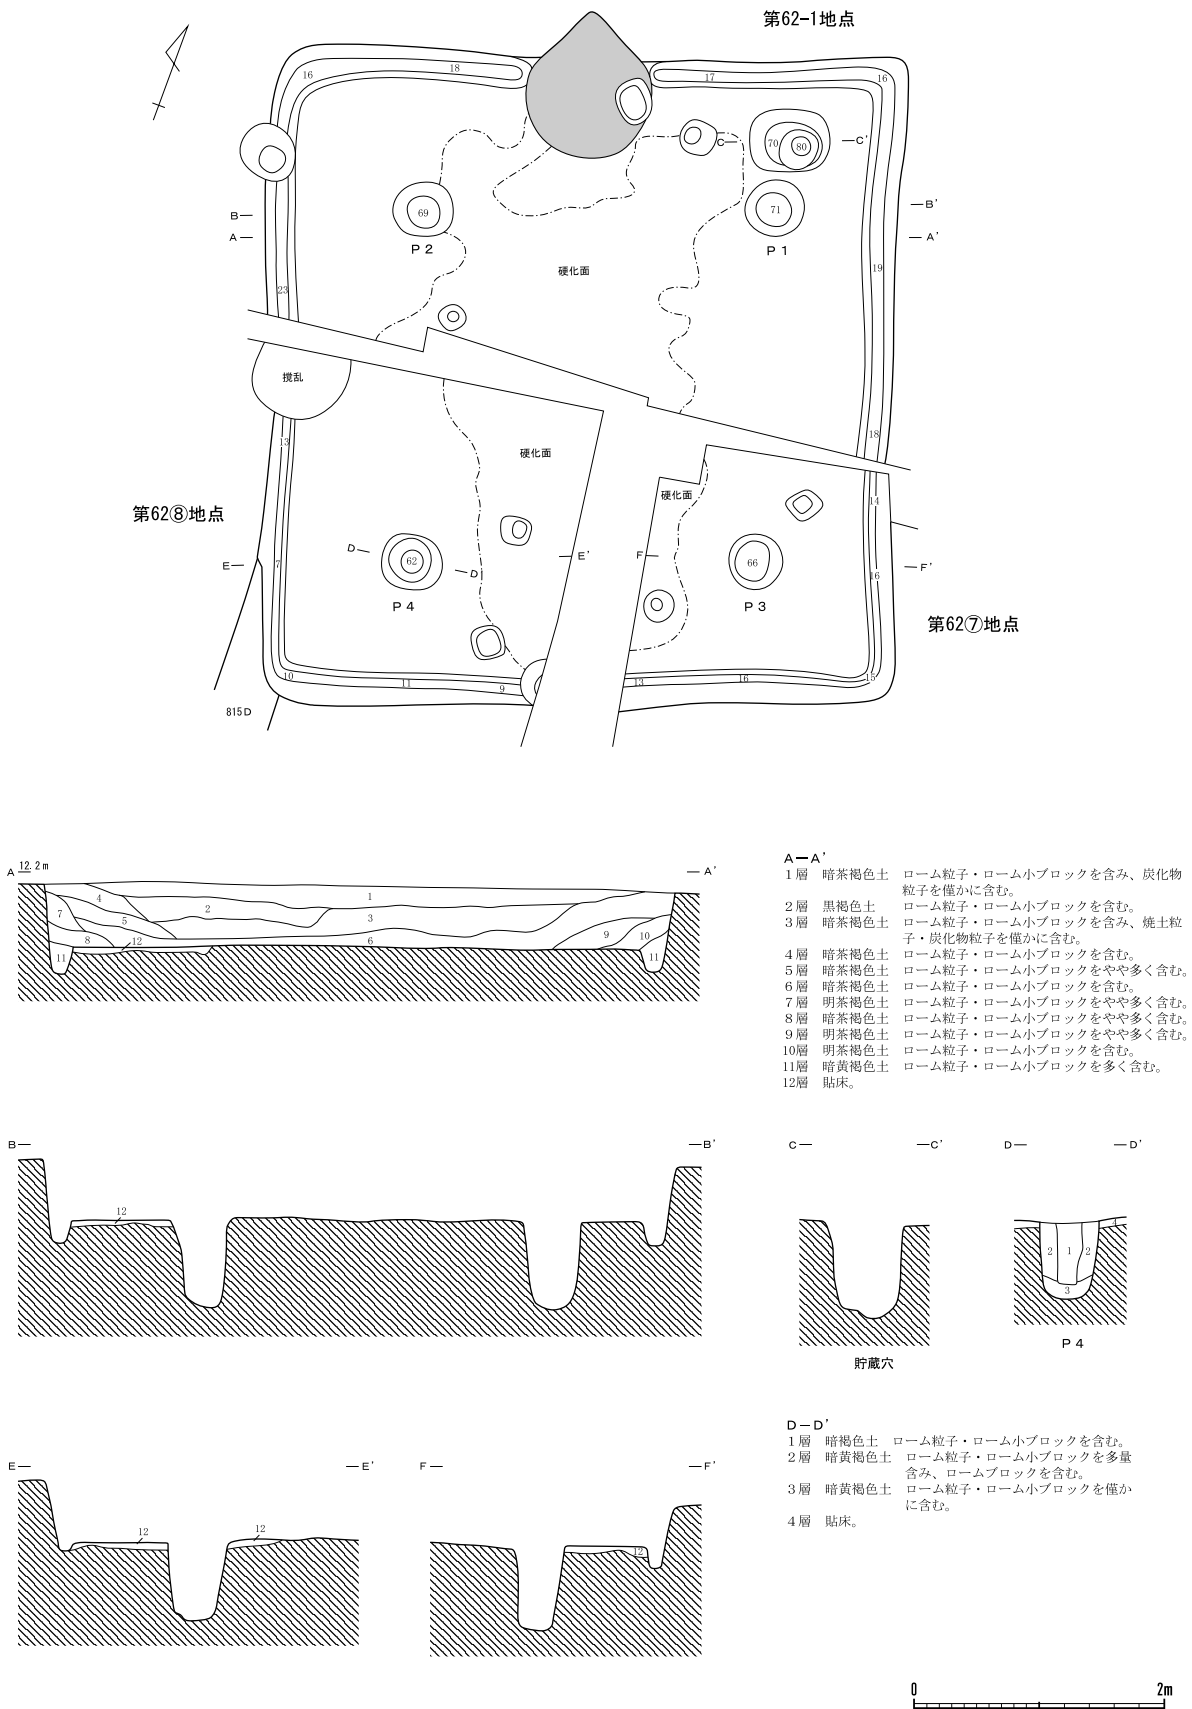 第62-1地点
16
18
17
16
C
70
80
C'
B
69
71
B'
A
P2
P1
A'
硬化面
19
23
攪乱
18
13
硬化面
硬化面
14
第62⑧地点
D
E'
F
E
7
62
D'
66
16
F'
P4
P3
第62⑦地点
10
11
9
13
16
15
815D
A
12.2m
A'
1
4
2
7
3
5
8
12
6
9
10
11
11
A－A'
1層 暗茶褐色土 ローム粒子・ローム小ブロックを含み、炭化物
粒子を僅かに含む。
2層 黒褐色土 ローム粒子・ローム小ブロックを含む。
3層 暗茶褐色土 ローム粒子・ローム小ブロックを含み、焼土粒
子・炭化物粒子を僅かに含む。
4層 暗茶褐色土 ローム粒子・ローム小ブロックを含む。
5層 暗茶褐色土 ローム粒子・ローム小ブロックをやや多く含む。
6層 暗茶褐色土 ローム粒子・ローム小ブロックを含む。
7層 明茶褐色土 ローム粒子・ローム小ブロックをやや多く含む。
8層 暗茶褐色土 ローム粒子・ローム小ブロックをやや多く含む。
9層 明茶褐色土 ローム粒子・ローム小ブロックをやや多く含む。
10層 明茶褐色土 ローム粒子・ローム小ブロックを含む。
11層 暗黄褐色土 ローム粒子・ローム小ブロックを多く含む。
12層 貼床。
B
B'
12
C
C'
貯蔵穴
D
D'
4
2
1
2
3
P4
E
E'
12
12
F
F'
12
D－D'
1層 暗褐色土 ローム粒子・ローム小ブロックを含む。
2層 暗黄褐色土 ローム粒子・ローム小ブロックを多量
含み、ロームブロックを含む。
3層 暗黄褐色土 ローム粒子・ローム小ブロックを僅か
に含む。
4層 貼床。
0
2m